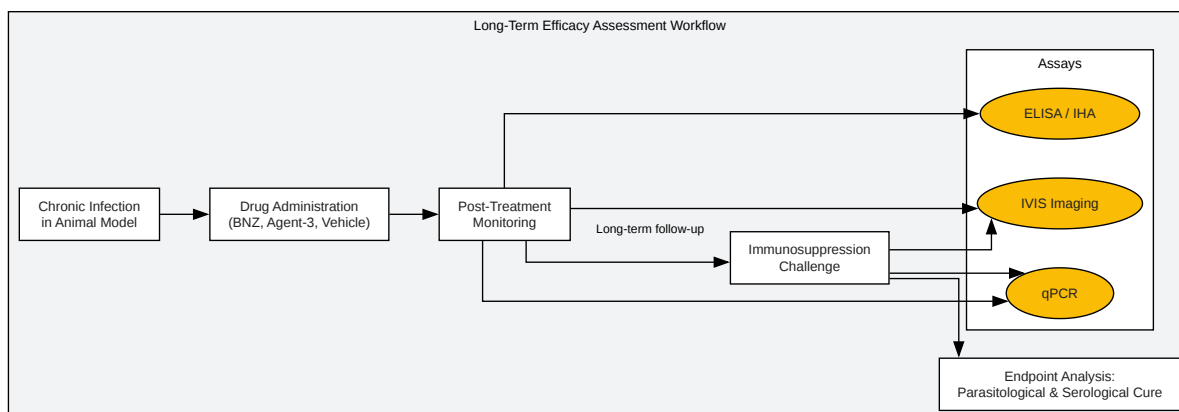 Long-Term Efficacy Assessment Workflow
Assays
ELISA / IHA
Chronic Infection
in Animal Model
Drug Administration
(BNZ, Agent-3, Vehicle)
Post-Treatment
Monitoring
IVIS Imaging
Long-term follow-up
Immunosuppression
Challenge
qPCR
Endpoint Analysis:
Parasitological & Serological Cure